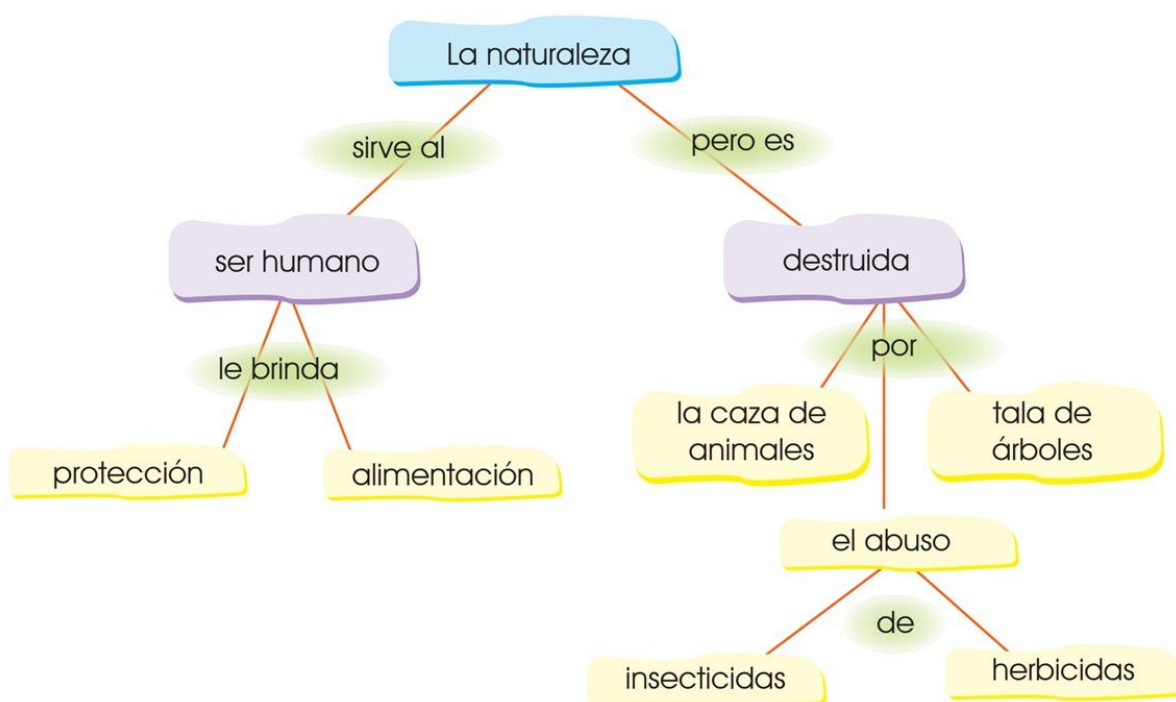 La naturaleza
sirve al
pero es
ser humano
destruida
le brinda
por
protección
alimentación
la caza de
animales
tala de
árboles
el abuso
de
insecticidas
herbicidas